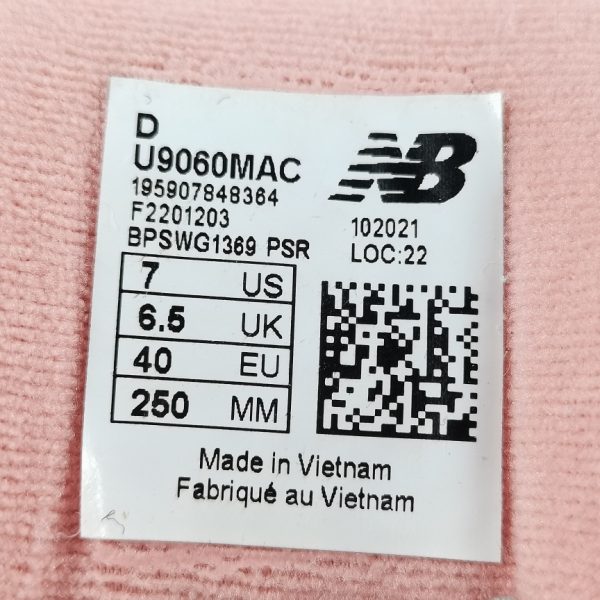 D
U9060MAC
195907848364
F2201203
BPSWG1369 PSR
NB
102021
LOC:22
7 US
6.5 UK
40 EU
250 MM
Made in Vietnam
Fabriqué au Vietnam